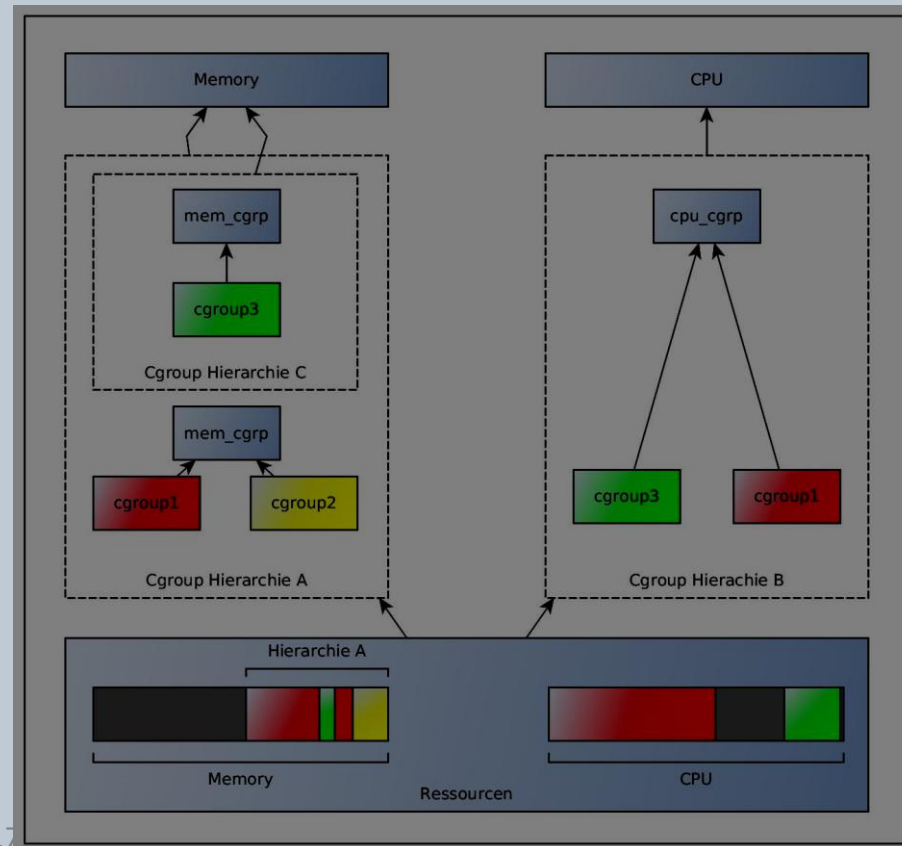 Memory
CPU
mem_cgrp
cpu_cgrp
cgroup3
Cgroup Hierarchie C
mem_cgrp
cgroup1
cgroup2
cgroup3
cgroup1
Cgroup Hierarchie A
Cgroup Hierachie B
Hierarchie A
Memory
CPU
Ressourcen